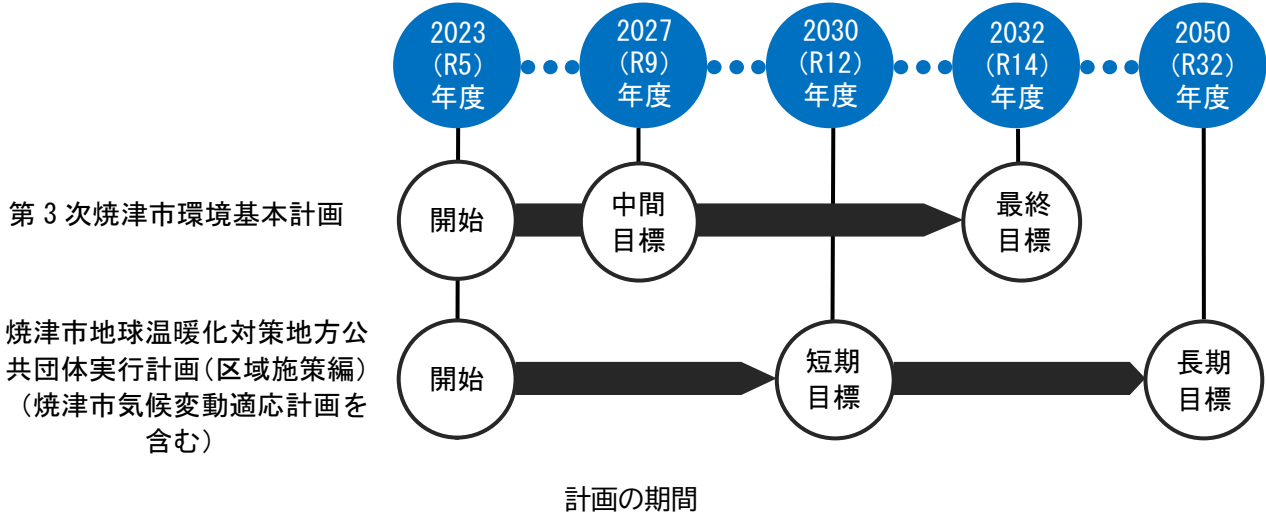 2023
（R5）
年度
2027
（R9）
年度
2030
（R12）
年度
2032
（R14）
年度
2050
（R32）
年度
第３次焼津市環境基本計画
開始
中間
目標
最終
目標
焼津市地球温暖化対策地方公
共団体実行計画（区域施策編）
（焼津市気候変動適応計画を
含む）
開始
短期
目標
長期
目標
計画の期間